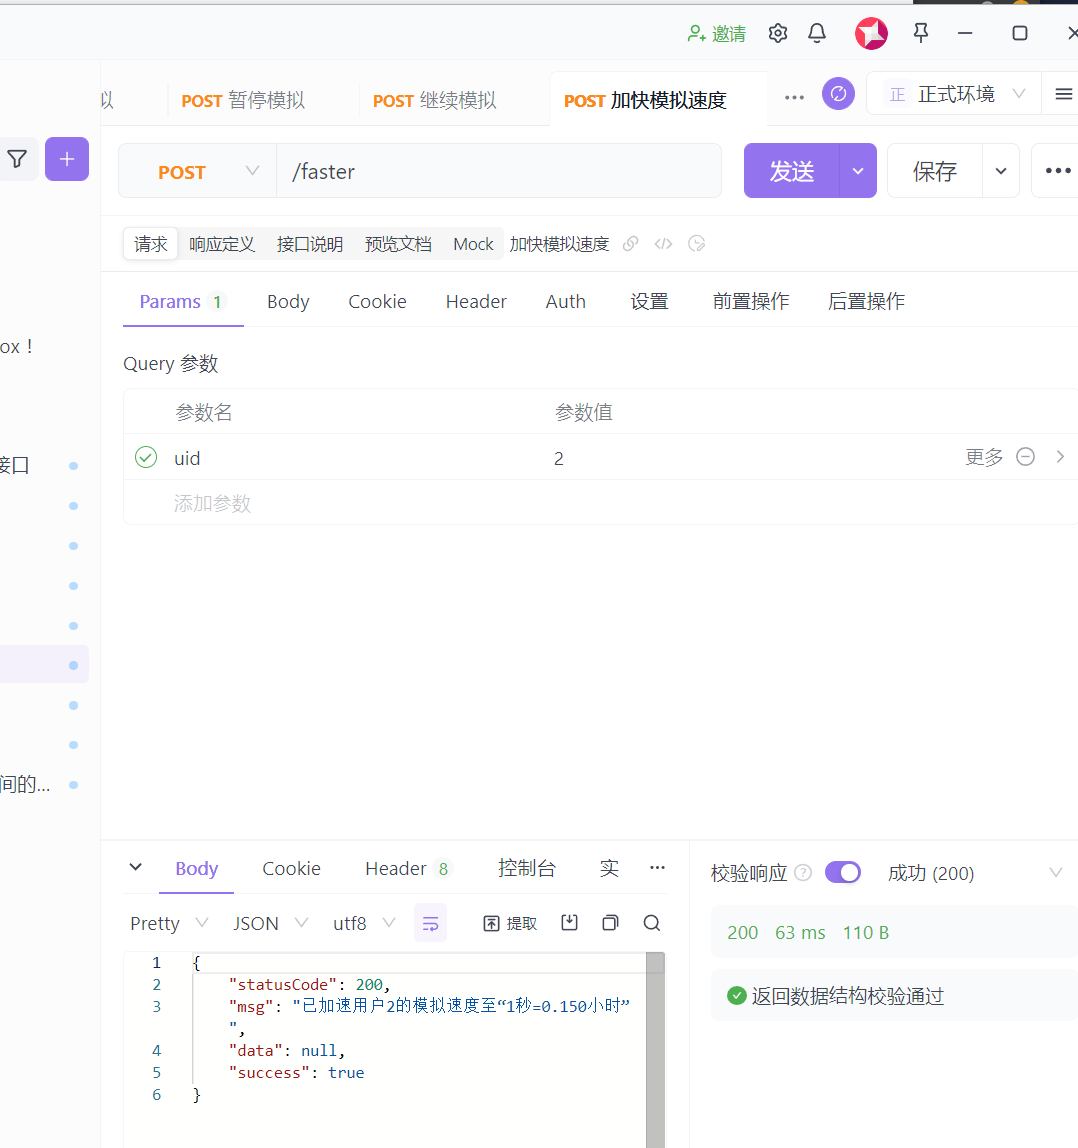 邀请
拟
POST 暂停模拟
POST 继续模拟
POST 加快模拟速度
正 正式环境
POST
/faster
发送
保存
请求
响应定义
接口说明
预览文档
Mock
加快模拟速度
Params 1
Body
Cookie
Header
Auth
设置
前置操作
后置操作
ox！
Query 参数
参数名
参数值
接口
uid
2
更多
添加参数
间的...
Body
Cookie
Header 8
控制台
实
校验响应
成功 (200)
Pretty
JSON
utf8
提取
200 63 ms 110 B
返回数据结构校验通过
1 {
2 "statusCode": 200,
3 "msg": "已加速用户2的模拟速度至“1秒=0.150小时”
",
4 "data": null,
5 "success": true
6 }